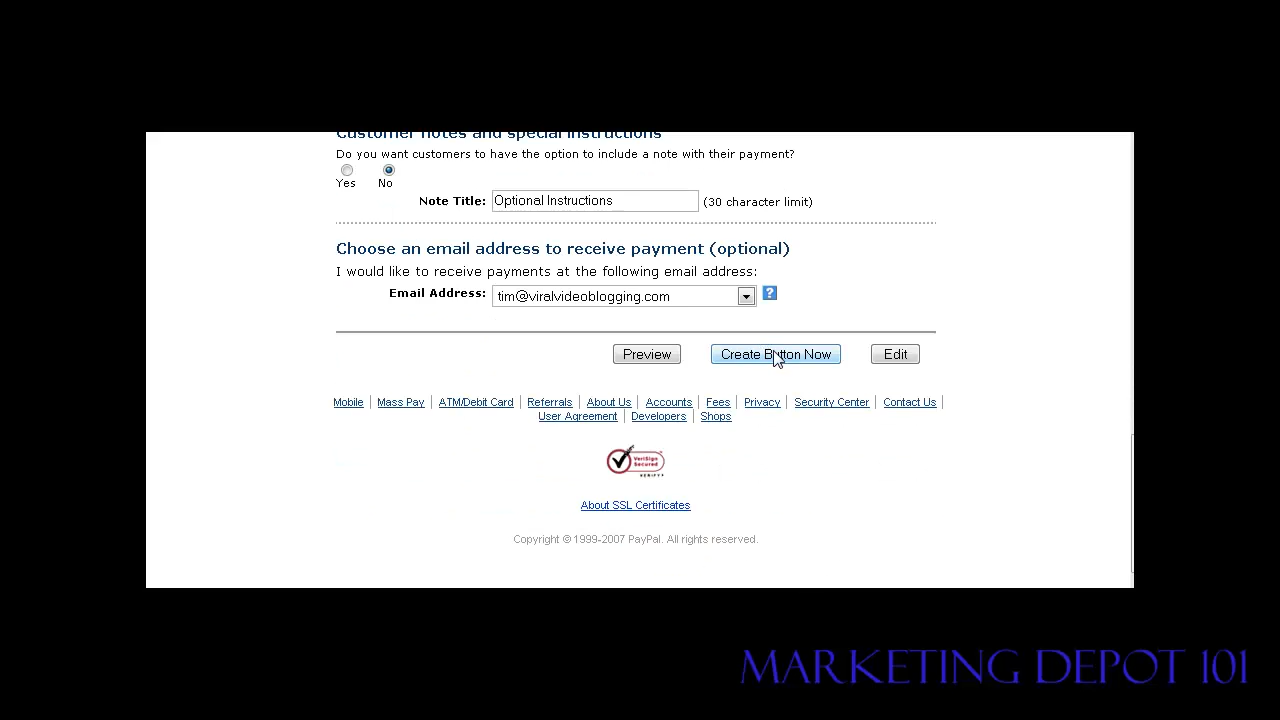 Customer notes and special instructions
Do you want customers to have the option to include a note with their payment?
Yes No
Note Title: Optional Instructions (30 character limit)
Choose an email address to receive payment (optional)
I would like to receive payments at the following email address:
Email Address: tim@viralvideoblogging.com ?
Preview Create Button Now Edit
Mobile | Mass Pay | ATM/Debit Card | Referrals | About Us | Accounts | Fees | Privacy | Security Center | Contact Us |
User Agreement | Developers | Shops
VeriSign
Secured
VERIFY
About SSL Certificates
Copyright © 1999-2007 PayPal. All rights reserved.
MARKETING DEPOT 101